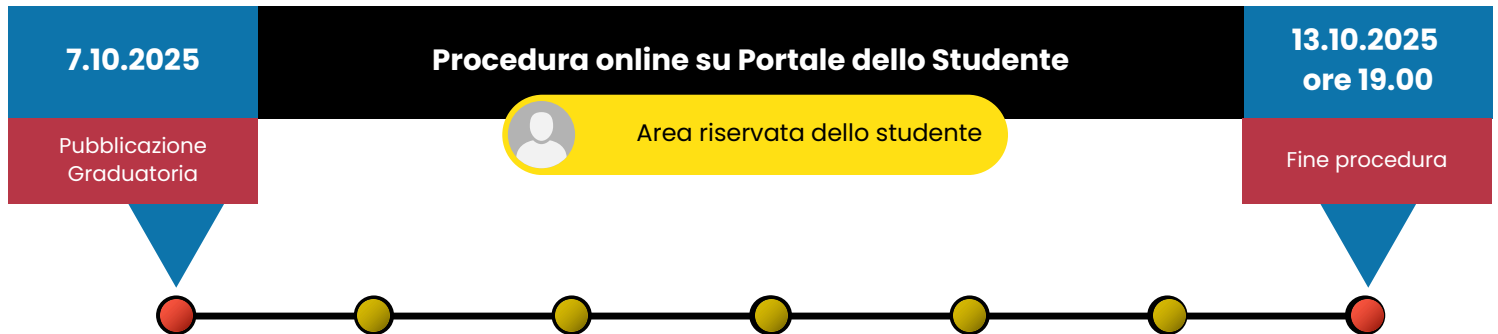 7.10.2025
Procedura online su Portale dello Studente
13.10.2025
ore 19.00
Area riservata dello studente
Pubblicazione
Graduatoria
Fine procedura